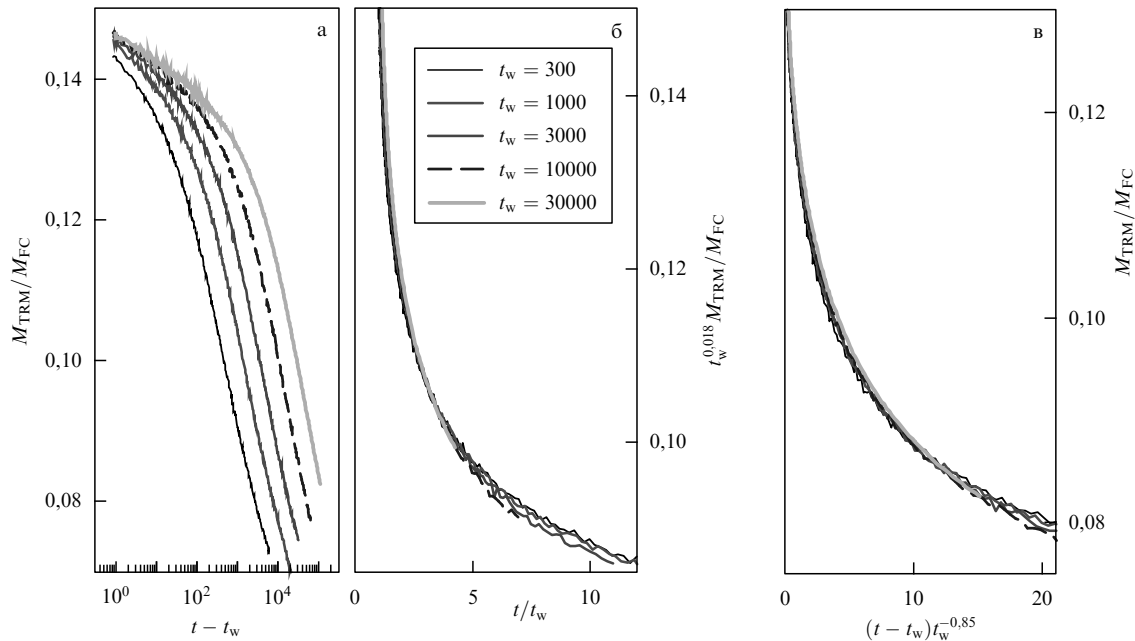 а
0,14
0,12
0,10
0,08
M_TRM/M_FC
10^0
10^2
10^4
t − t_w
б
t_w = 300
t_w = 1000
t_w = 3000
t_w = 10000
t_w = 30000
0
5
10
t/t_w
0,14
0,12
0,10
t_w^0,018 M_TRM/M_FC
в
0
10
20
(t − t_w)t_w^−0,85
0,12
0,10
0,08
M_TRM/M_FC